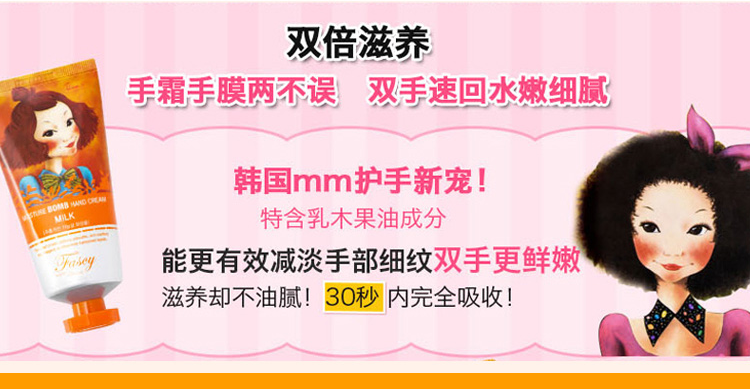 双倍滋养
手霜手膜两不误 双手速回水嫩细腻
韩国mm护手新宠！
特含乳木果油成分
能更有效减淡手部细纹双手更鲜嫩
滋养却不油腻！30秒内完全吸收！
MOISTURE BOMB HAND CREAM
MILK
Fascy